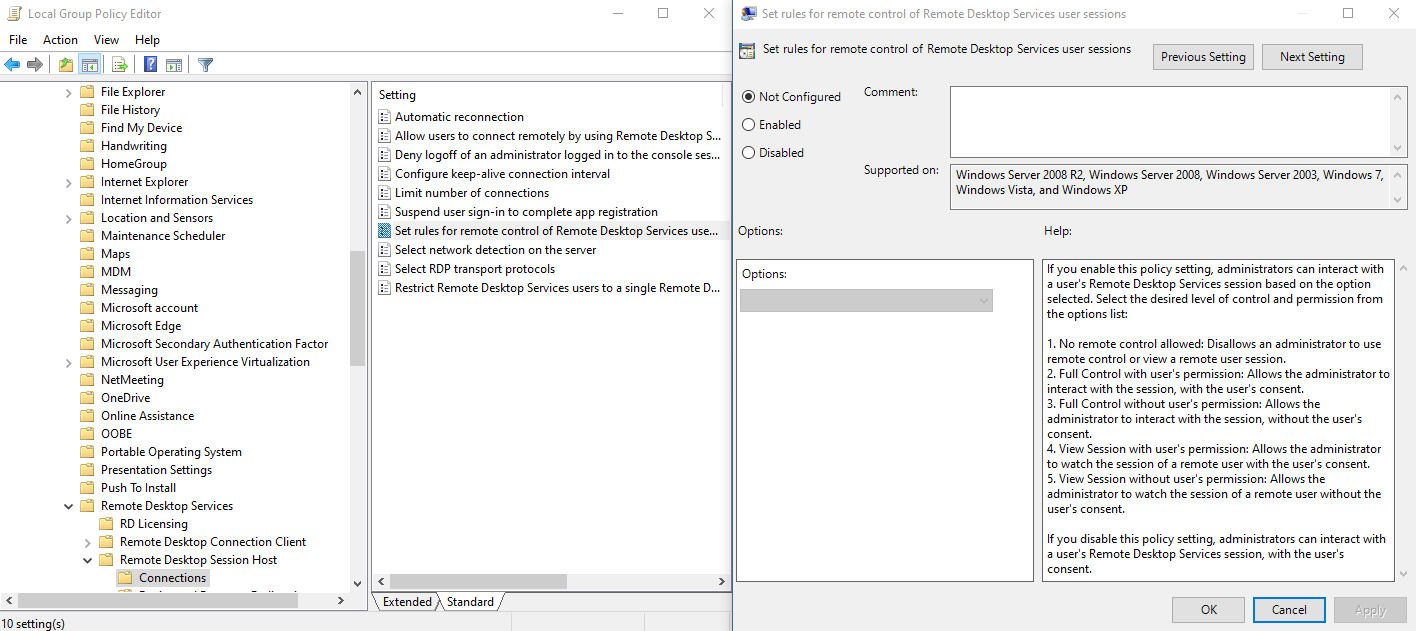 Local Group Policy Editor
File Action View Help
File Explorer
File History
Find My Device
Handwriting
HomeGroup
Internet Explorer
Internet Information Services
Location and Sensors
Maintenance Scheduler
Maps
MDM
Messaging
Microsoft account
Microsoft Edge
Microsoft Secondary Authentication Factor
Microsoft User Experience Virtualization
NetMeeting
OneDrive
Online Assistance
OOBE
Portable Operating System
Presentation Settings
Push To Install
Remote Desktop Services
RD Licensing
Remote Desktop Connection Client
Remote Desktop Session Host
Connections
Setting
Automatic reconnection
Allow users to connect remotely by using Remote Desktop S...
Deny logoff of an administrator logged in to the console ses...
Configure keep-alive connection interval
Limit number of connections
Suspend user sign-in to complete app registration
Set rules for remote control of Remote Desktop Services use...
Select network detection on the server
Select RDP transport protocols
Restrict Remote Desktop Services users to a single Remote D...
Extended Standard
10 setting(s)
Set rules for remote control of Remote Desktop Services user sessions
Set rules for remote control of Remote Desktop Services user sessions
Previous Setting Next Setting
Not Configured
Enabled
Disabled
Comment:
Supported on:
Windows Server 2008 R2, Windows Server 2008, Windows Server 2003, Windows 7,
Windows Vista, and Windows XP
Options:
Help:
Options:
If you enable this policy setting, administrators can interact with
a user's Remote Desktop Services session based on the option
selected. Select the desired level of control and permission from
the options list:
1. No remote control allowed: Disallows an administrator to use
remote control or view a remote user session.
2. Full Control with user's permission: Allows the administrator to
interact with the session, with the user's consent.
3. Full Control without user's permission: Allows the
administrator to interact with the session, without the user's
consent.
4. View Session with user's permission: Allows the administrator
to watch the session of a remote user with the user's consent.
5. View Session without user's permission: Allows the
administrator to watch the session of a remote user without the
user's consent.
If you disable this policy setting, administrators can interact with
a user's Remote Desktop Services session, with the user's
consent.
OK Cancel Apply